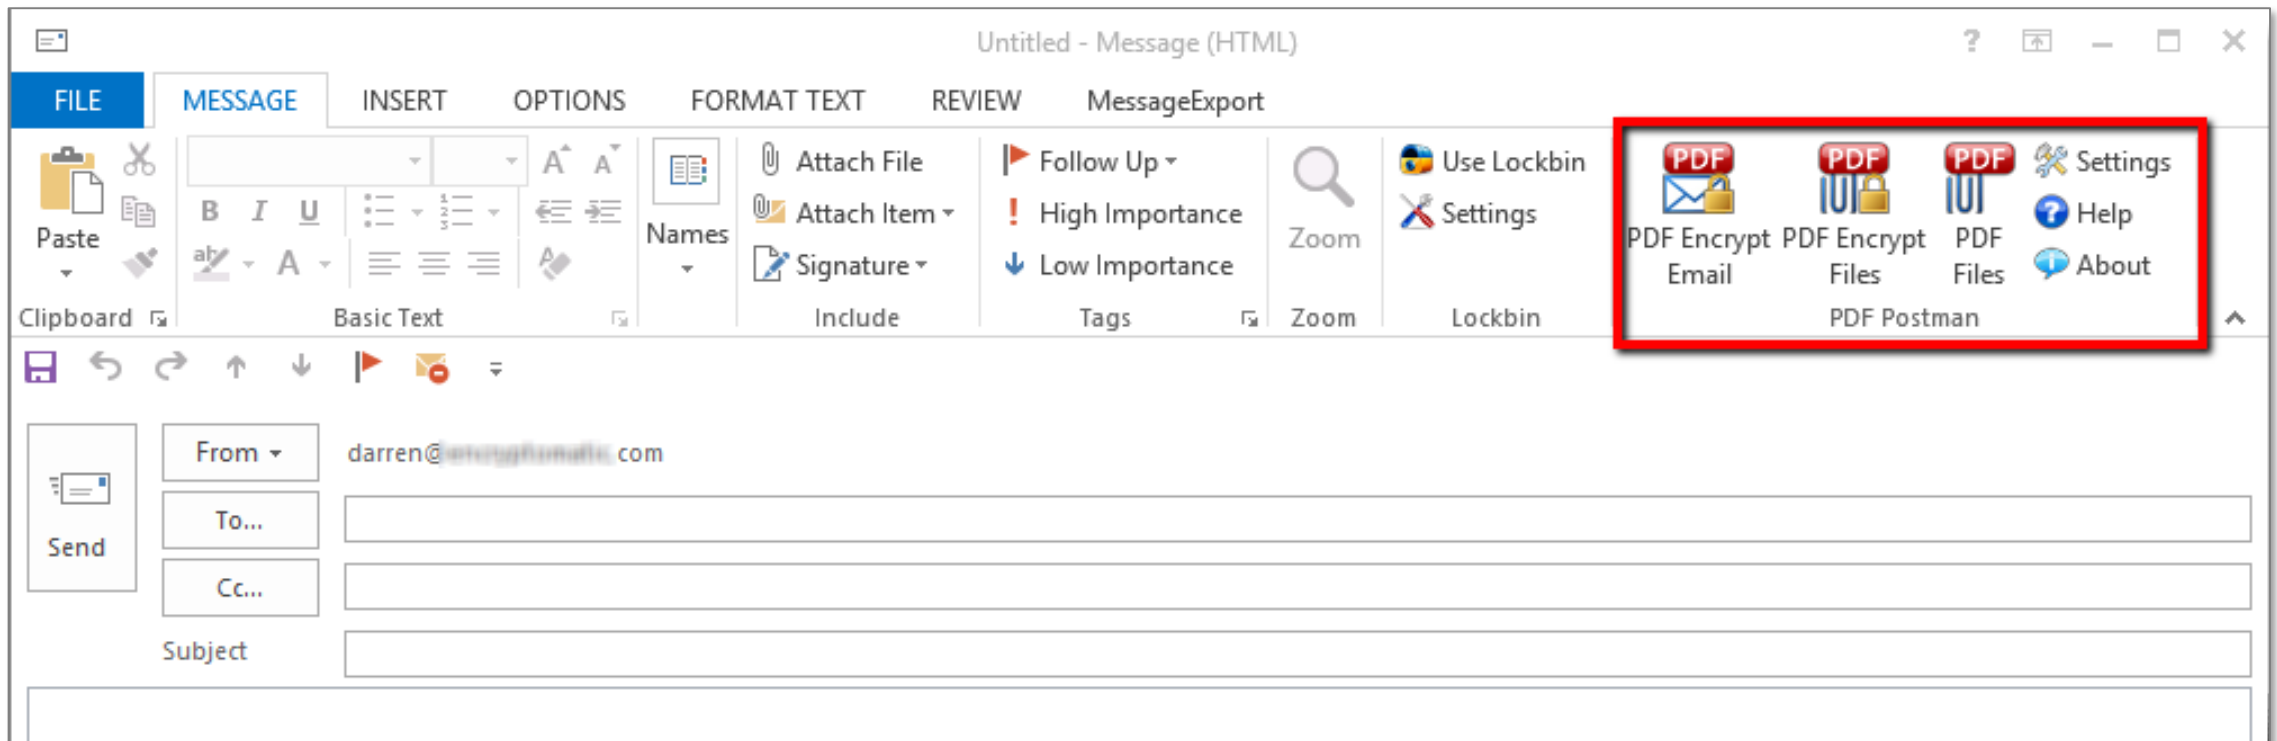 Untitled - Message (HTML)
FILE MESSAGE INSERT OPTIONS FORMAT TEXT REVIEW MessageExport
Paste
Clipboard
B I U
A A
aby A
Basic Text
Names
Attach File
Attach Item
Signature
Include
Follow Up
High Importance
Low Importance
Tags
Zoom
Zoom
Use Lockbin
Settings
Lockbin
PDF
PDF Encrypt
Email
PDF
PDF Encrypt
Files
PDF
PDF
Files
Settings
Help
About
PDF Postman
Send
From darren@ com
To...
Cc...
Subject